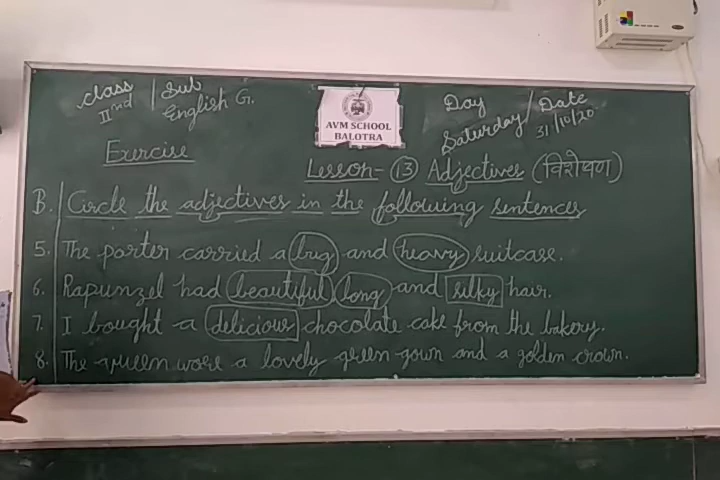 class | Sub
IInd English G.
AVM SCHOOL
BALOTRA
Day / Date
Saturday 31/10/20
Exercise
Lesson- 13 Adjectives (विशेषण)
B. Circle the adjectives in the following sentences
5. The porter carried a big and heavy suitcase.
6. Rapunzel had beautiful long and silky hair.
7. I bought a delicious chocolate cake from the bakery.
8. The queen wore a lovely green gown and a golden crown.